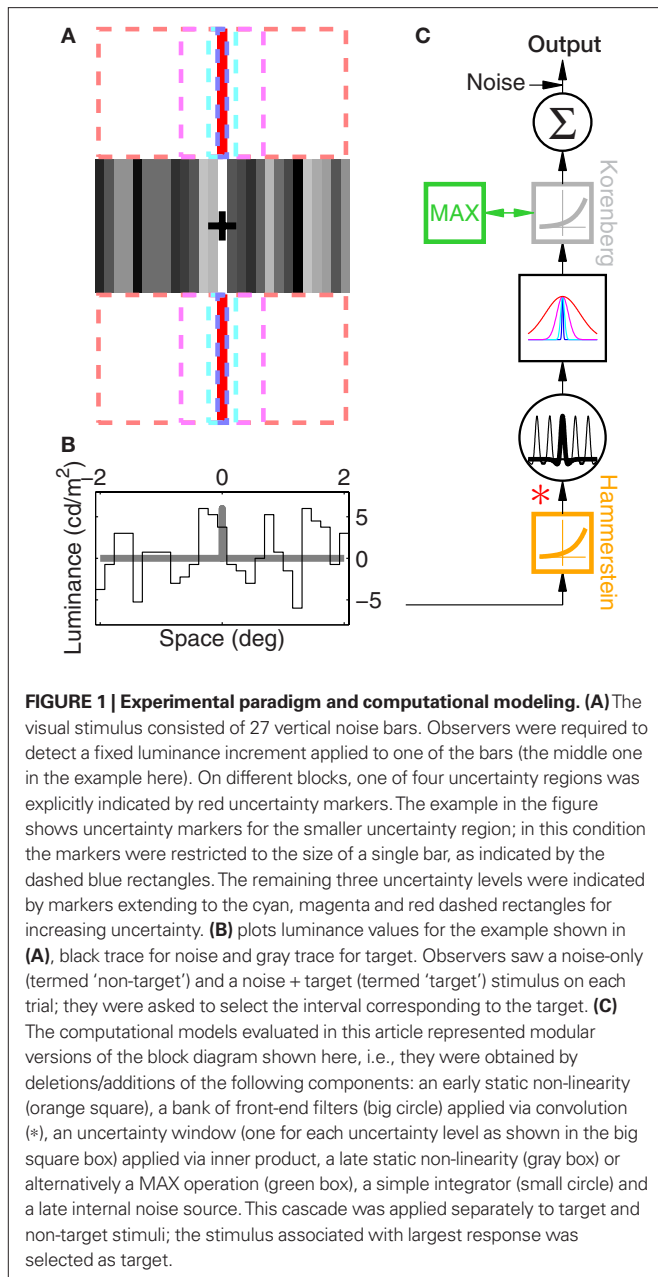 A
C
Output
Noise
Σ
MAX
Korenberg
*
Hammerstein
B
-2 0 2
5
0
-5
Luminance (cd/m²)
Space (deg)
FIGURE 1 | Experimental paradigm and computational modeling. (A) The
visual stimulus consisted of 27 vertical noise bars. Observers were required to
detect a fixed luminance increment applied to one of the bars (the middle one
in the example here). On different blocks, one of four uncertainty regions was
explicitly indicated by red uncertainty markers. The example in the figure
shows uncertainty markers for the smaller uncertainty region; in this condition
the markers were restricted to the size of a single bar, as indicated by the
dashed blue rectangles. The remaining three uncertainty levels were indicated
by markers extending to the cyan, magenta and red dashed rectangles for
increasing uncertainty. (B) plots luminance values for the example shown in
(A), black trace for noise and gray trace for target. Observers saw a noise-only
(termed ‘non-target’) and a noise + target (termed ‘target’) stimulus on each
trial; they were asked to select the interval corresponding to the target. (C)
The computational models evaluated in this article represented modular
versions of the block diagram shown here, i.e., they were obtained by
deletions/additions of the following components: an early static non-linearity
(orange square), a bank of front-end filters (big circle) applied via convolution
(*), an uncertainty window (one for each uncertainty level as shown in the big
square box) applied via inner product, a late static non-linearity (gray box) or
alternatively a MAX operation (green box), a simple integrator (small circle) and
a late internal noise source. This cascade was applied separately to target and
non-target stimuli; the stimulus associated with largest response was
selected as target.